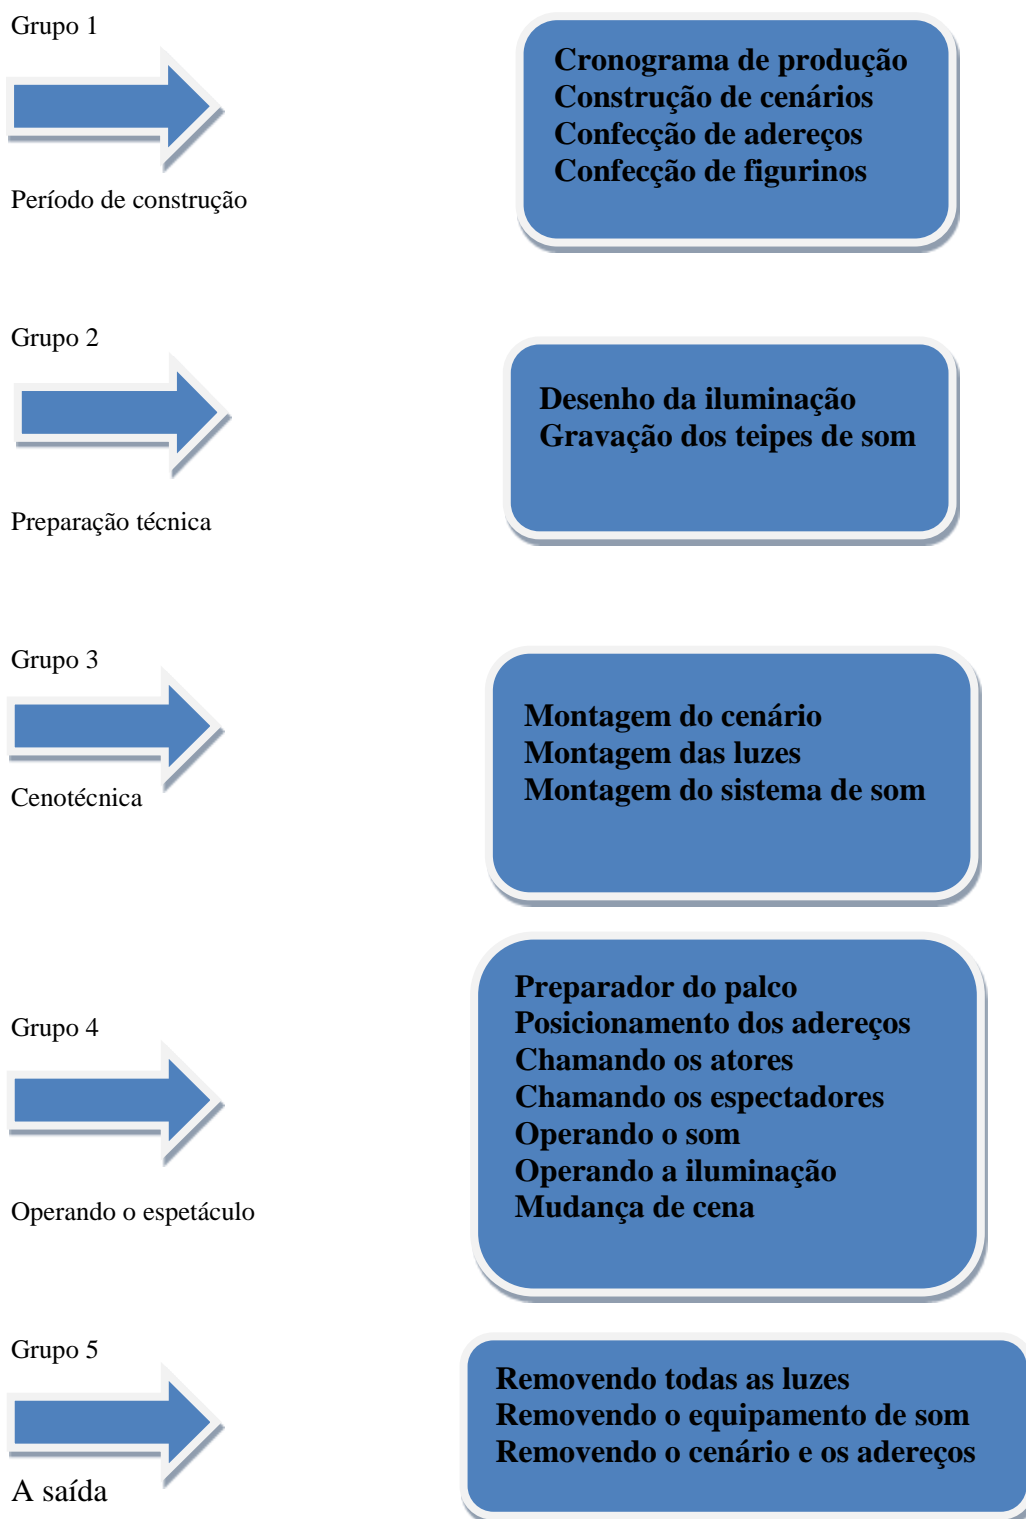 Grupo 1
Cronograma de produção
Construção de cenários
Confecção de adereços
Confecção de figurinos
Período de construção
Grupo 2
Desenho da iluminação
Gravação dos teipes de som
Preparação técnica
Grupo 3
Montagem do cenário
Montagem das luzes
Montagem do sistema de som
Cenotécnica
Grupo 4
Preparador do palco
Posicionamento dos adereços
Chamando os atores
Chamando os espectadores
Operando o som
Operando a iluminação
Mudança de cena
Operando o espetáculo
Grupo 5
Removendo todas as luzes
Removendo o equipamento de som
Removendo o cenário e os adereços
A saída